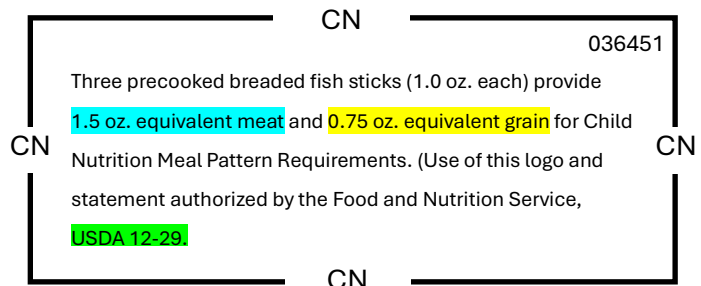 CN
036451
Three precooked breaded fish sticks (1.0 oz. each) provide
1.5 oz. equivalent meat and 0.75 oz. equivalent grain for Child
CN
CN
Nutrition Meal Pattern Requirements. (Use of this logo and
statement authorized by the Food and Nutrition Service,
USDA 12-29.
CN